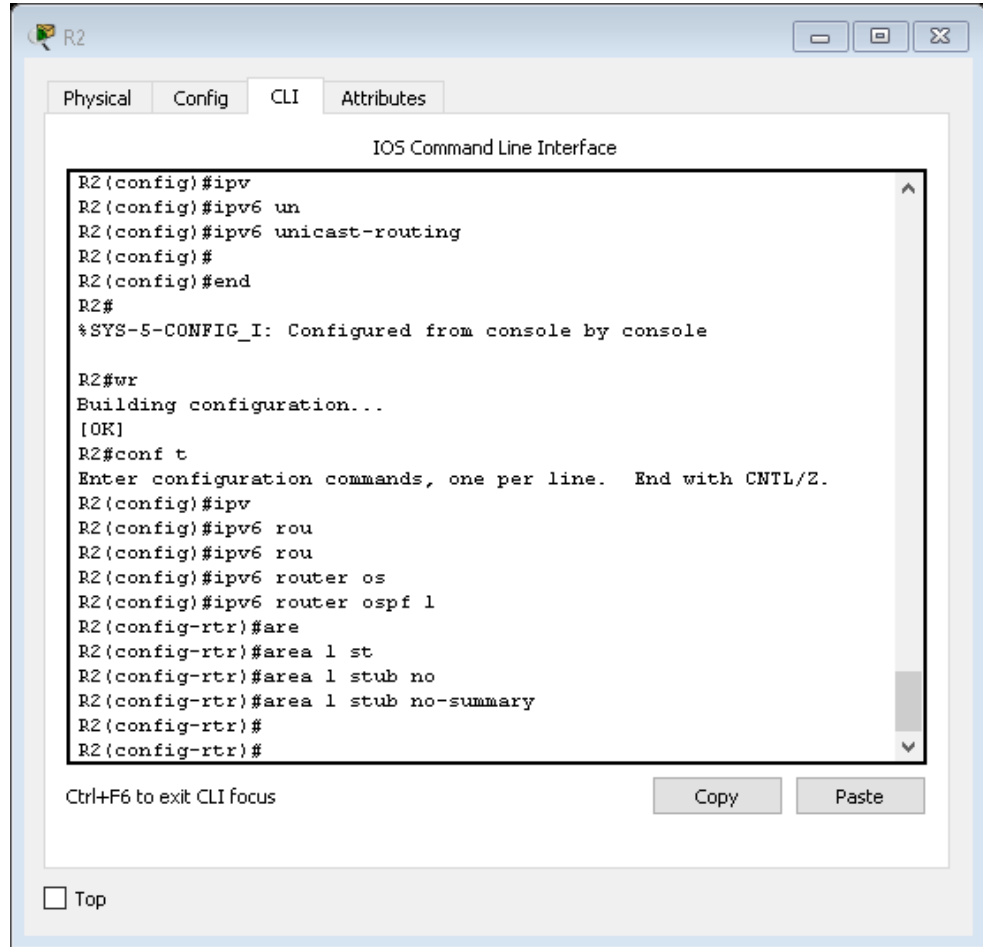 R2
Physical Config CLI Attributes
IOS Command Line Interface
R2(config)#ipv
R2(config)#ipv6 un
R2(config)#ipv6 unicast-routing
R2(config)#
R2(config)#end
R2#
%SYS-5-CONFIG_I: Configured from console by console
R2#wr
Building configuration...
[OK]
R2#conf t
Enter configuration commands, one per line.  End with CNTL/Z.
R2(config)#ipv
R2(config)#ipv6 rou
R2(config)#ipv6 rou
R2(config)#ipv6 router os
R2(config)#ipv6 router ospf 1
R2(config-rtr)#are
R2(config-rtr)#area 1 st
R2(config-rtr)#area 1 stub no
R2(config-rtr)#area 1 stub no-summary
R2(config-rtr)#
R2(config-rtr)#
Ctrl+F6 to exit CLI focus
Copy Paste
Top